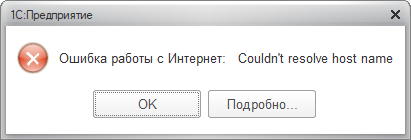 1С:Предприятие
Ошибка работы с Интернет: Couldn't resolve host name
OK
Подробно...